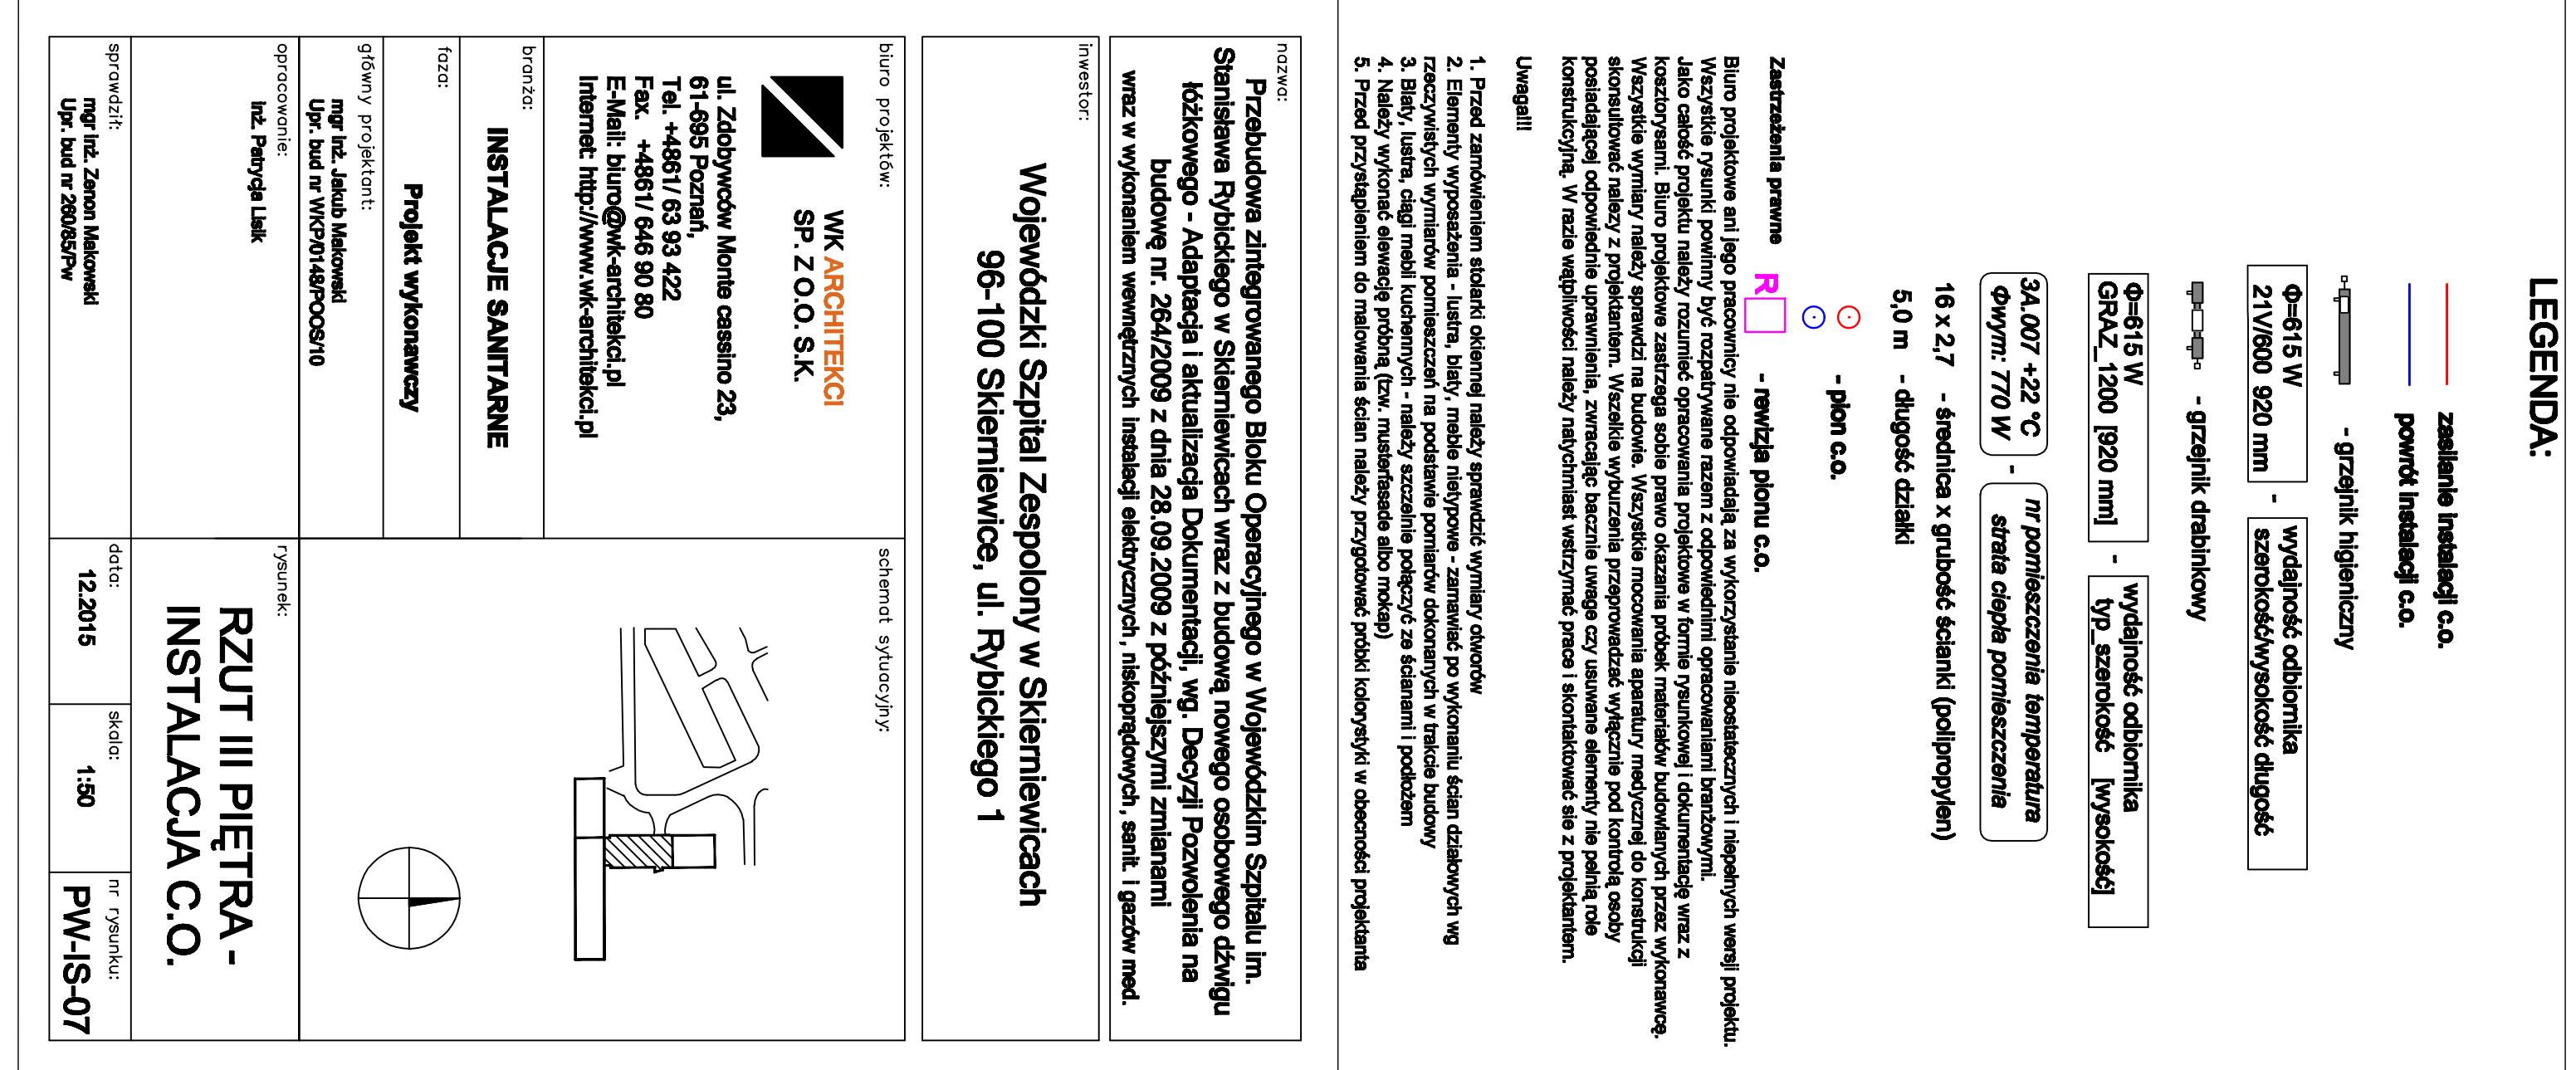 LEGENDA:
zasilanie instalacji c.o.
powrót instalacji c.o.
- grzejnik higieniczny
Φ=615 W
21V/600 920 mm
-
wydajność odbiornika
szerokość/wysokość długość
- grzejnik drabinkowy
Φ=615 W
GRAZ_1200 [920 mm]
-
wydajność odbiornika
typ_szerokość [wysokość]
3A.007 +22 °C
Φwym: 770 W
-
nr pomieszczenia temperatura
strata ciepła pomieszczenia
16 x 2,7 - średnica x grubość ścianki (polipropylen)
5,0 m - długość działki
- pion c.o.
R - rewizja pionu c.o.
Zastrzeżenia prawne
Biuro projektowe ani jego pracownicy nie odpowiadają za wykorzystanie nieostatecznych i niepełnych wersji projektu.
Wszystkie rysunki powinny być rozpatrywane razem z odpowiednimi opracowaniami branżowymi.
Jako całość projektu należy rozumieć opracowania projektowe w formie rysunkowej i dokumentację wraz z
kosztorysami. Biuro projektowe zastrzega sobie prawo okazania próbek materiałów budowlanych przez wykonawcę.
Wszystkie wymiary należy sprawdzi na budowie. Wszystkie mocowania aparatury medycznej do konstrukcji
skonsultować nalezy z projektantem. Wszelkie wyburzenia przeprowadzać wyłącznie pod kontrolą osoby
posiadającej odpowiednie uprawnienia, zwracając bacznie uwage czy usuwane elementy nie pełnią role
konstrukcyjną. W razie wątpliwości należy natychmiast wstrzymać prace i skontaktować sie z projektantem.
Uwaga!!!
1. Przed zamówieniem stolarki okiennej należy sprawdzić wymiary otworów
2. Elementy wyposażenia - lustra, blaty, meble nietypowe - zamawiać po wykonaniu ścian działowych wg
rzeczywistych wymiarów pomieszczeń na podstawie pomiarów dokonanych w trakcie budowy
3. Blaty, lustra, ciągi mebli kuchennych - należy szczelnie połączyć ze ścianami i podłożem
4. Należy wykonać elewację próbną (tzw. musterfasade albo mokap)
5. Przed przystąpieniem do malowania ścian należy przygotować próbki kolorystyki w obecności projektanta
nazwa:
Przebudowa zintegrowanego Bloku Operacyjnego w Wojewódzkim Szpitalu im.
Stanisława Rybickiego w Skierniewicach wraz z budową nowego osobowego dźwigu
łóżkowego - Adaptacja i aktualizacja Dokumentacji, wg. Decyzji Pozwolenia na
budowę nr. 264/2009 z dnia 28.09.2009 z późniejszymi zmianami
wraz w wykonaniem wewnętrznych instalacji elektrycznych , niskoprądowych , sanit. i gazów med.
inwestor:
Wojewódzki Szpital Zespolony w Skierniewicach
96-100 Skierniewice, ul. Rybickiego 1
biuro projektów:
WK ARCHITEKCI
SP. Z O.O. S.K.
ul. Zdobywców Monte cassino 23,
61-695 Poznań,
Tel. +4861/ 63 93 422
Fax. +4861/ 646 90 80
E-Mail: biuro@wk-architekci.pl
Internet: http://www.wk-architekci.pl
schemat sytuacyjny:
branża:
INSTALACJE SANITARNE
faza:
Projekt wykonawczy
główny projektant:
mgr inż. Jakub Makowski
Upr. bud nr WKP/0148/POOS/10
opracowanie:
inż. Patrycja Lisik
rysunek:
RZUT III PIĘTRA -
INSTALACJA C.O.
sprawdził:
mgr inż. Zenon Makowski
Upr. bud nr 260/85/Pw
data:
12.2015
skala:
1:50
nr rysunku:
PW-IS-07